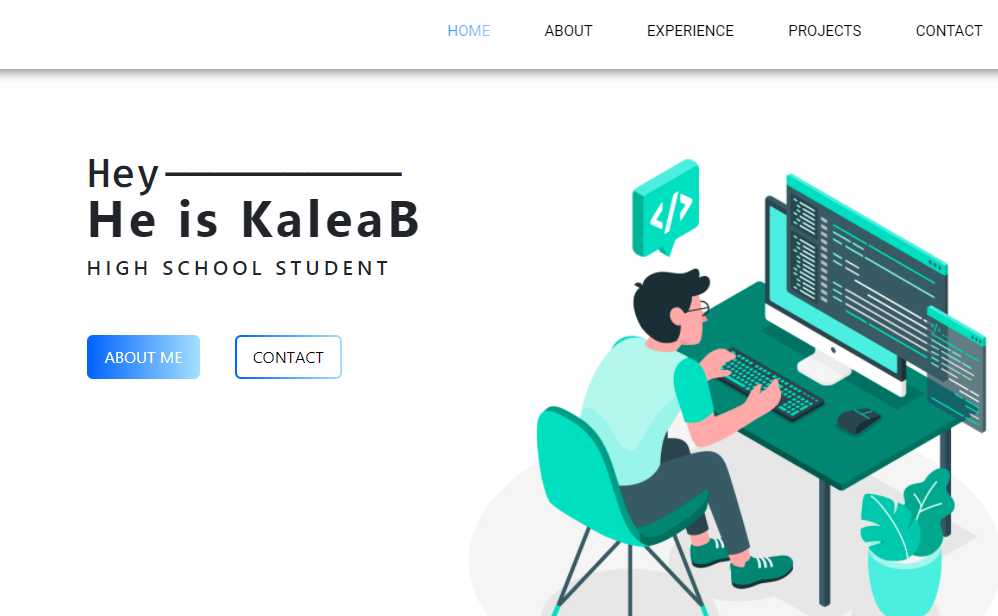 HOME ABOUT EXPERIENCE PROJECTS CONTACT
Hey
He is KaleaB
HIGH SCHOOL STUDENT
ABOUT ME CONTACT
</>